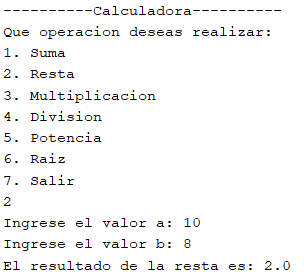 ----------Calculadora----------
Que operacion deseas realizar:
1. Suma
2. Resta
3. Multiplicacion
4. Division
5. Potencia
6. Raiz
7. Salir
2
Ingrese el valor a: 10
Ingrese el valor b: 8
El resultado de la resta es: 2.0